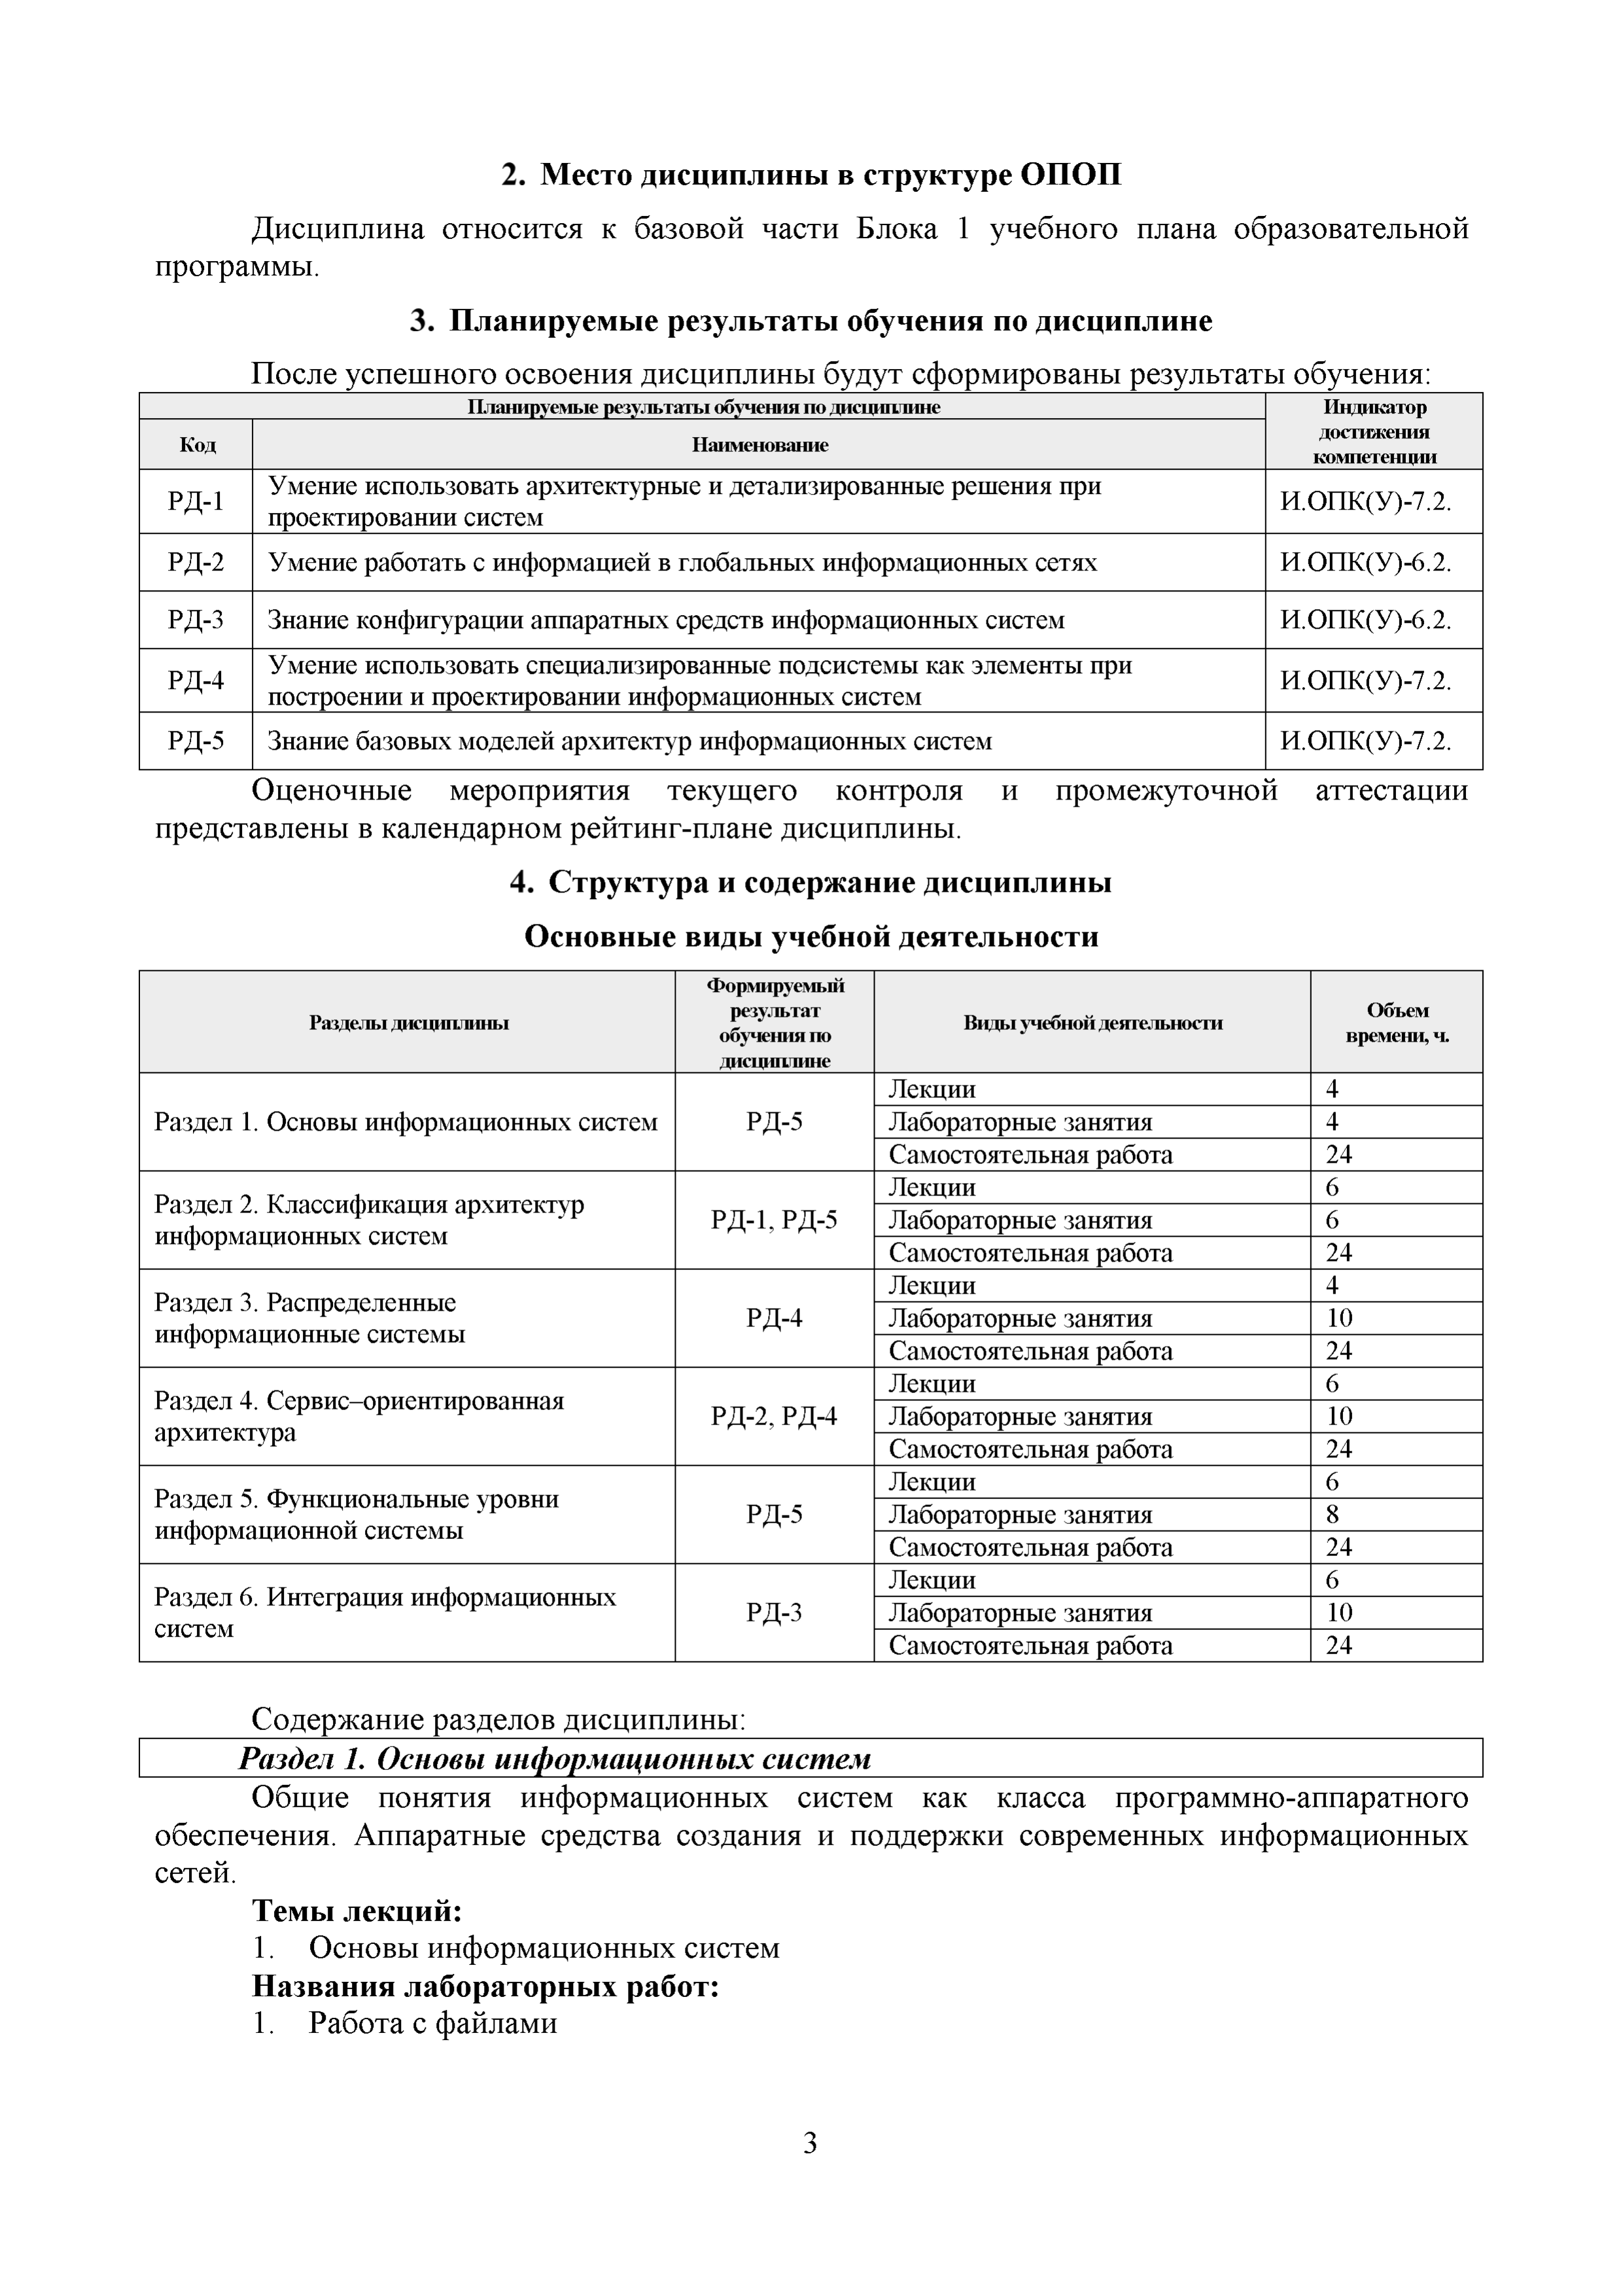 2. Место дисциплины в структуре ОПОП
Дисциплина относится к базовой части Блока 1 учебного плана образовательной
программы.
3. Планируемые результаты обучения по дисциплине
После успешного освоения дисциплины будут сформированы результаты обучения:
Планируемые результаты обучения по дисциплине
Индикатор
достижения
компетенции
Код
Наименование
РД-1
Умение использовать архитектурные и детализированные решения при
проектировании систем
И.ОПК(У)-7.2.
РД-2
Умение работать с информацией в глобальных информационных сетях
И.ОПК(У)-6.2.
РД-3
Знание конфигурации аппаратных средств информационных систем
И.ОПК(У)-6.2.
РД-4
Умение использовать специализированные подсистемы как элементы при
построении и проектировании информационных систем
И.ОПК(У)-7.2.
РД-5
Знание базовых моделей архитектур информационных систем
И.ОПК(У)-7.2.
Оценочные мероприятия текущего контроля и промежуточной аттестации
представлены в календарном рейтинг-плане дисциплины.
4. Структура и содержание дисциплины
Основные виды учебной деятельности
Разделы дисциплины
Формируемый
результат
обучения по
дисциплине
Виды учебной деятельности
Объем
времени, ч.
Раздел 1. Основы информационных систем
РД-5
Лекции
4
Лабораторные занятия
4
Самостоятельная работа
24
Раздел 2. Классификация архитектур
информационных систем
РД-1, РД-5
Лекции
6
Лабораторные занятия
6
Самостоятельная работа
24
Раздел 3. Распределенные
информационные системы
РД-4
Лекции
4
Лабораторные занятия
10
Самостоятельная работа
24
Раздел 4. Сервис–ориентированная
архитектура
РД-2, РД-4
Лекции
6
Лабораторные занятия
10
Самостоятельная работа
24
Раздел 5. Функциональные уровни
информационной системы
РД-5
Лекции
6
Лабораторные занятия
8
Самостоятельная работа
24
Раздел 6. Интеграция информационных
систем
РД-3
Лекции
6
Лабораторные занятия
10
Самостоятельная работа
24
Содержание разделов дисциплины:
Раздел 1. Основы информационных систем
Общие понятия информационных систем как класса программно-аппаратного
обеспечения. Аппаратные средства создания и поддержки современных информационных
сетей.
Темы лекций:
1. Основы информационных систем
Названия лабораторных работ:
1. Работа с файлами
3